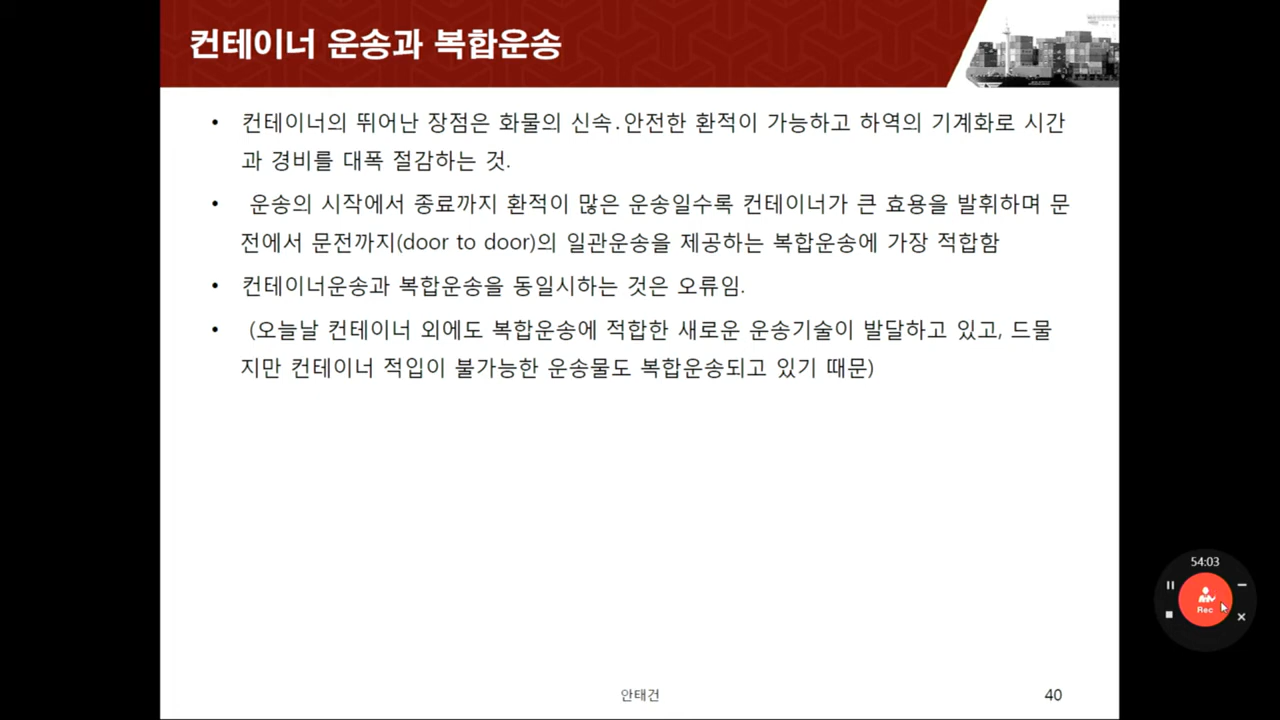 컨테이너 운송과 복합운송
• 컨테이너의 뛰어난 장점은 화물의 신속.안전한 환적이 가능하고 하역의 기계화로 시간
과 경비를 대폭 절감하는 것.
• 운송의 시작에서 종료까지 환적이 많은 운송일수록 컨테이너가 큰 효용을 발휘하며 문
전에서 문전까지(door to door)의 일관운송을 제공하는 복합운송에 가장 적합함
• 컨테이너운송과 복합운송을 동일시하는 것은 오류임.
• (오늘날 컨테이너 외에도 복합운송에 적합한 새로운 운송기술이 발달하고 있고, 드물
지만 컨테이너 적입이 불가능한 운송물도 복합운송되고 있기 때문)
54:03
Rec
안태건
40